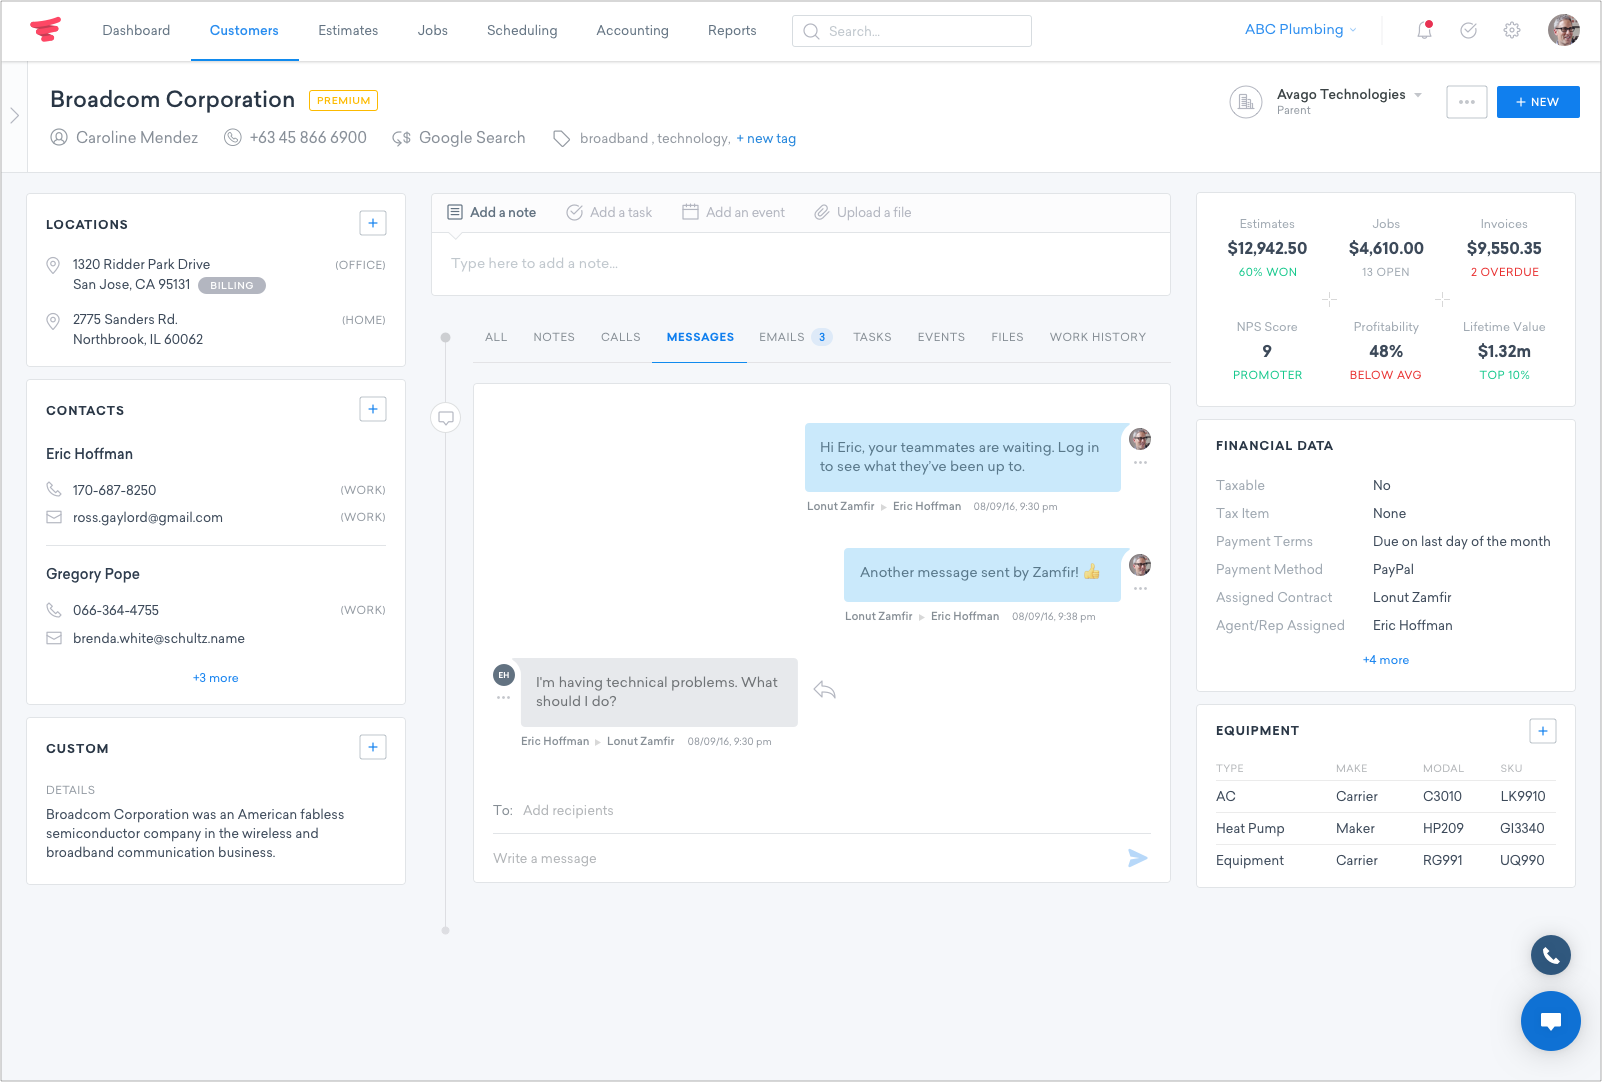 Dashboard
Customers
Estimates
Jobs
Scheduling
Accounting
Reports
Search...
ABC Plumbing
Broadcom Corporation
PREMIUM
Caroline Mendez
+63 45 866 6900
Google Search
broadband , technology, + new tag
Avago Technologies
Parent
+ NEW
LOCATIONS
1320 Ridder Park Drive (OFFICE)
San Jose, CA 95131 BILLING
2775 Sanders Rd. (HOME)
Northbrook, IL 60062
CONTACTS
Eric Hoffman
170-687-8250 (WORK)
ross.gaylord@gmail.com (WORK)
Gregory Pope
066-364-4755 (WORK)
brenda.white@schultz.name
+3 more
CUSTOM
DETAILS
Broadcom Corporation was an American fabless
semiconductor company in the wireless and
broadband communication business.
Add a note
Add a task
Add an event
Upload a file
Type here to add a note...
ALL
NOTES
CALLS
MESSAGES
EMAILS 3
TASKS
EVENTS
FILES
WORK HISTORY
Hi Eric, your teammates are waiting. Log in
to see what they've been up to.
Lonut Zamfir ▶ Eric Hoffman 08/09/16, 9:30 pm
Another message sent by Zamfir! 👍
Lonut Zamfir ▶ Eric Hoffman 08/09/16, 9:38 pm
EH
I'm having technical problems. What
should I do?
Eric Hoffman ▶ Lonut Zamfir 08/09/16, 9:30 pm
To: Add recipients
Write a message
Estimates Jobs Invoices
$12,942.50 $4,610.00 $9,550.35
60% WON 13 OPEN 2 OVERDUE
NPS Score Profitability Lifetime Value
9 48% $1.32m
PROMOTER BELOW AVG TOP 10%
FINANCIAL DATA
Taxable No
Tax Item None
Payment Terms Due on last day of the month
Payment Method PayPal
Assigned Contract Lonut Zamfir
Agent/Rep Assigned Eric Hoffman
+4 more
EQUIPMENT
TYPE MAKE MODAL SKU
AC Carrier C3010 LK9910
Heat Pump Maker HP209 GI3340
Equipment Carrier RG991 UQ990